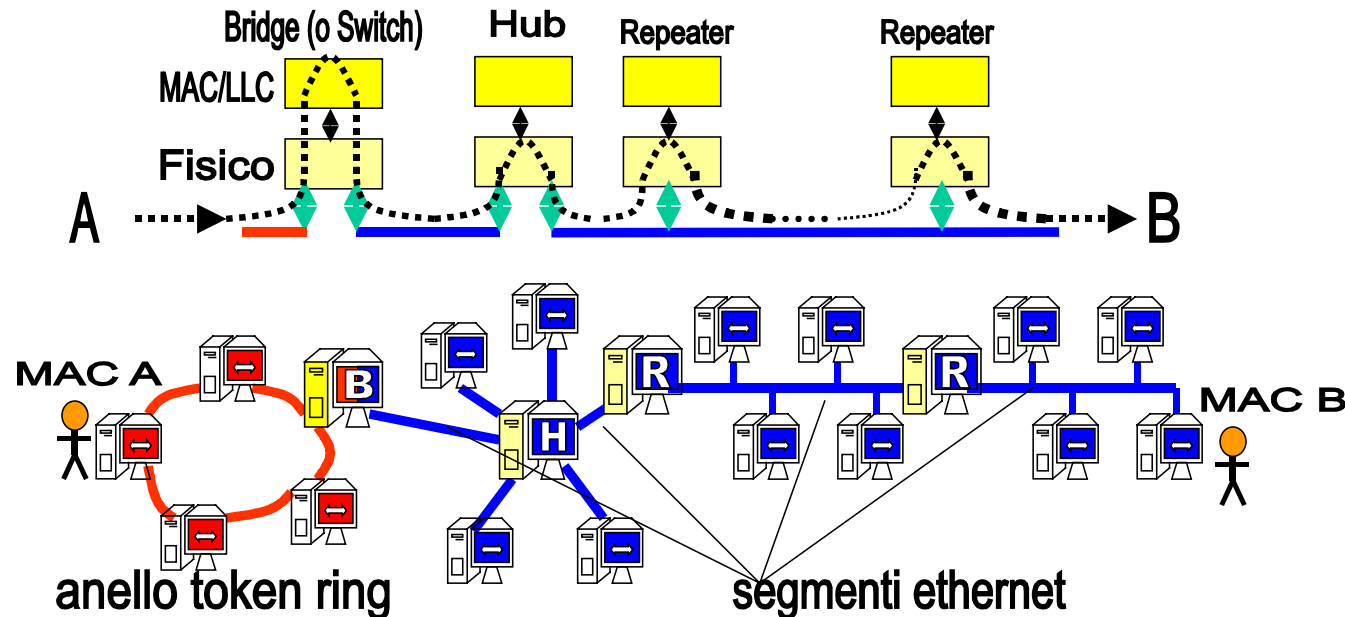 Bridge (o Switch)
Hub
Repeater
Repeater
MAC/LLC
Fisico
A
B
MAC A
B
H
R
R
MAC B
anello token ring
segmenti ethernet